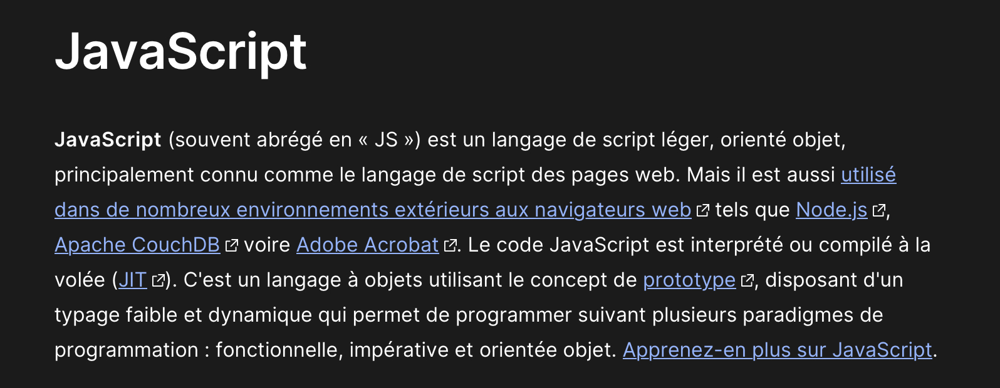 JavaScript
JavaScript (souvent abrégé en « JS ») est un langage de script léger, orienté objet,
principalement connu comme le langage de script des pages web. Mais il est aussi utilisé
dans de nombreux environnements extérieurs aux navigateurs web tels que Node.js,
Apache CouchDB voire Adobe Acrobat. Le code JavaScript est interprété ou compilé à la
volée (JIT). C'est un langage à objets utilisant le concept de prototype, disposant d'un
typage faible et dynamique qui permet de programmer suivant plusieurs paradigmes de
programmation : fonctionnelle, impérative et orientée objet. Apprenez-en plus sur JavaScript.